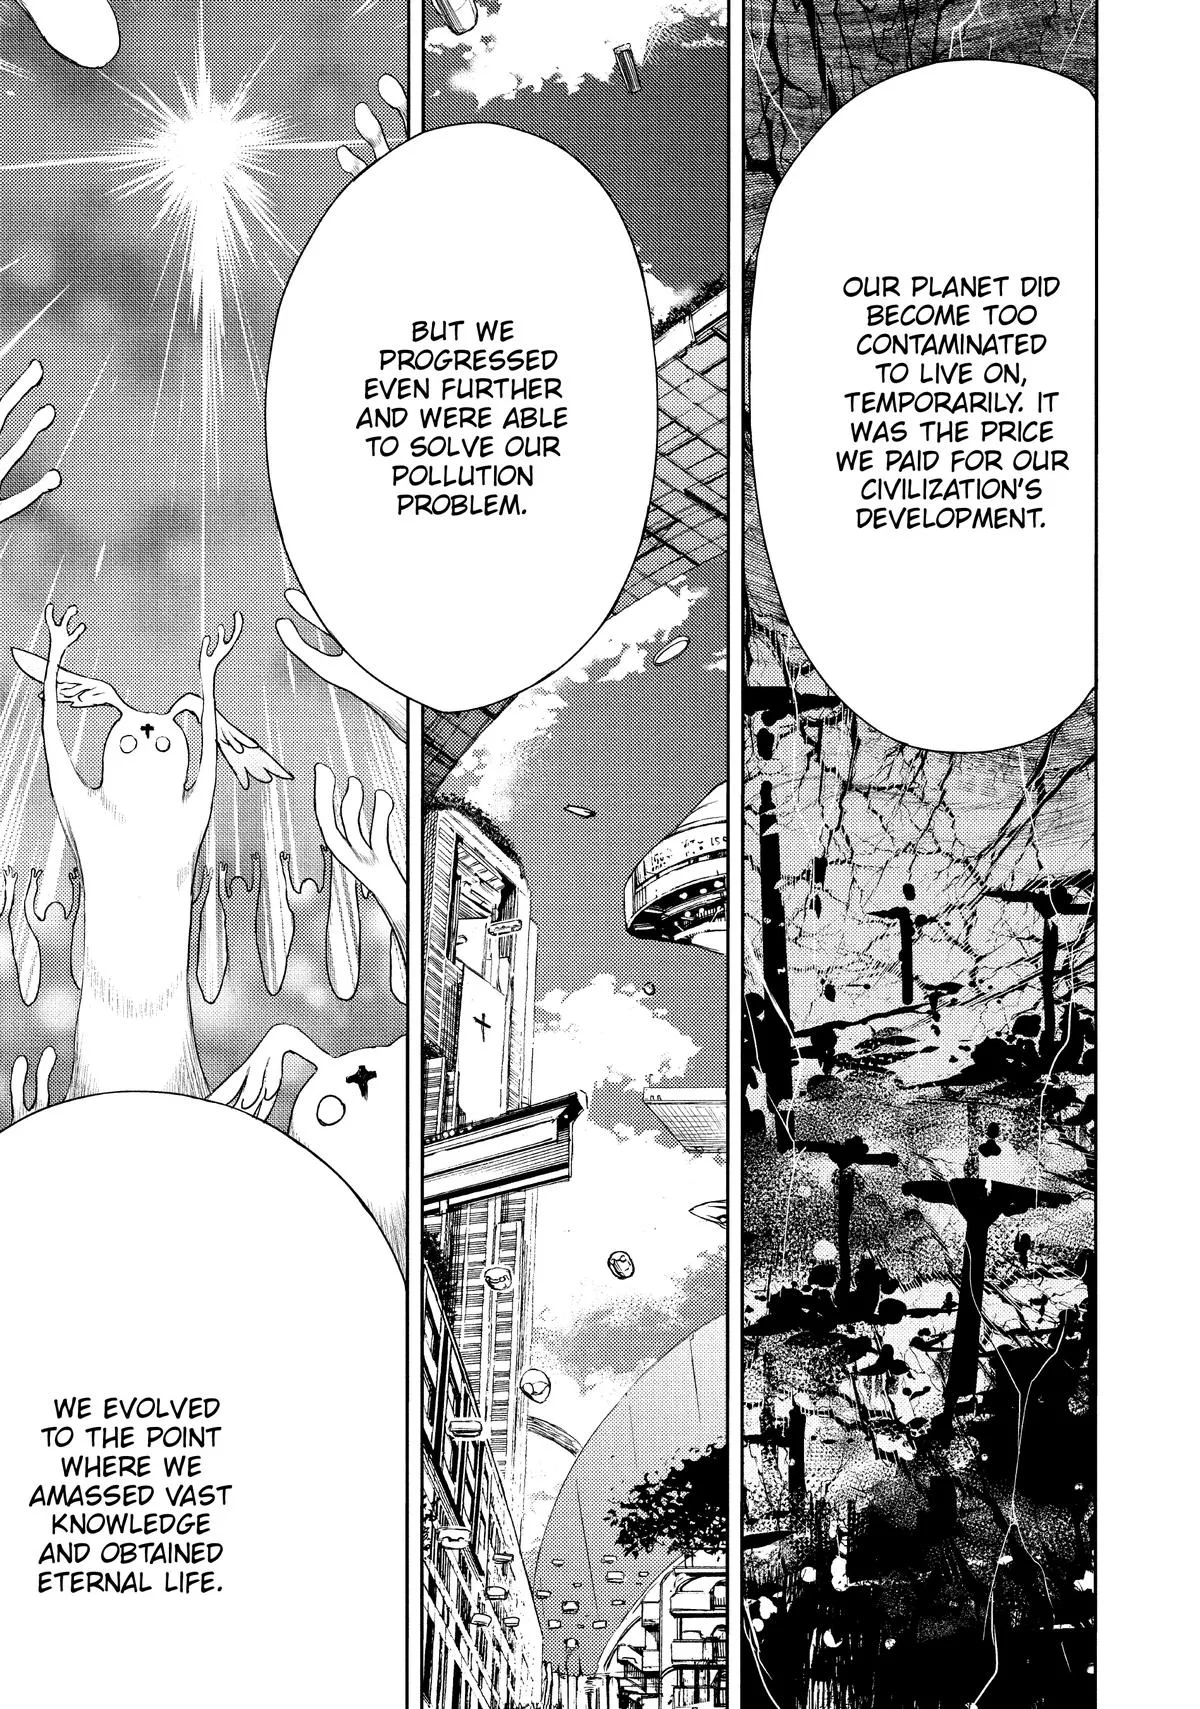 OUR PLANET DID
BECOME TOO
CONTAMINATED
TO LIVE ON,
TEMPORARILY. IT
WAS THE PRICE
WE PAID FOR OUR
CIVILIZATION'S
DEVELOPMENT.
BUT WE
PROGRESSED
EVEN FURTHER
AND WERE ABLE
TO SOLVE OUR
POLLUTION
PROBLEM.
WE EVOLVED
TO THE POINT
WHERE WE
AMASSED VAST
KNOWLEDGE
AND OBTAINED
ETERNAL LIFE.